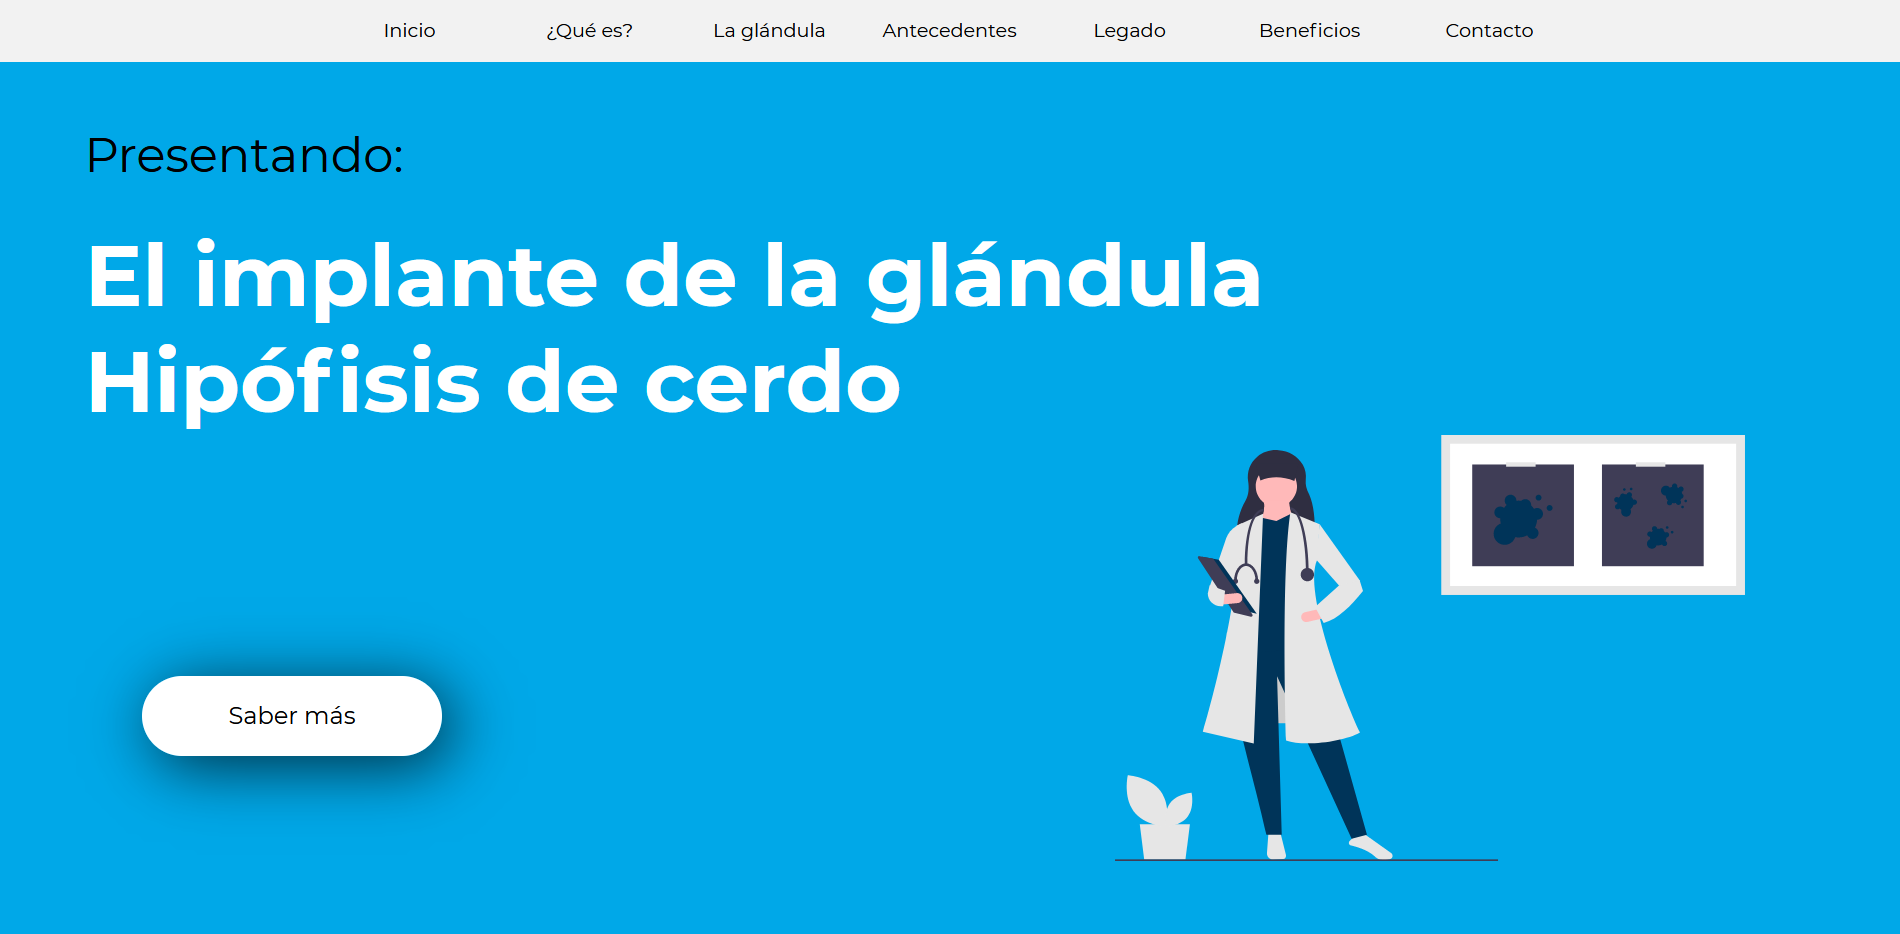 Inicio ¿Qué es? La glándula Antecedentes Legado Beneficios Contacto
Presentando:
El implante de la glándula
Hipófisis de cerdo
Saber más